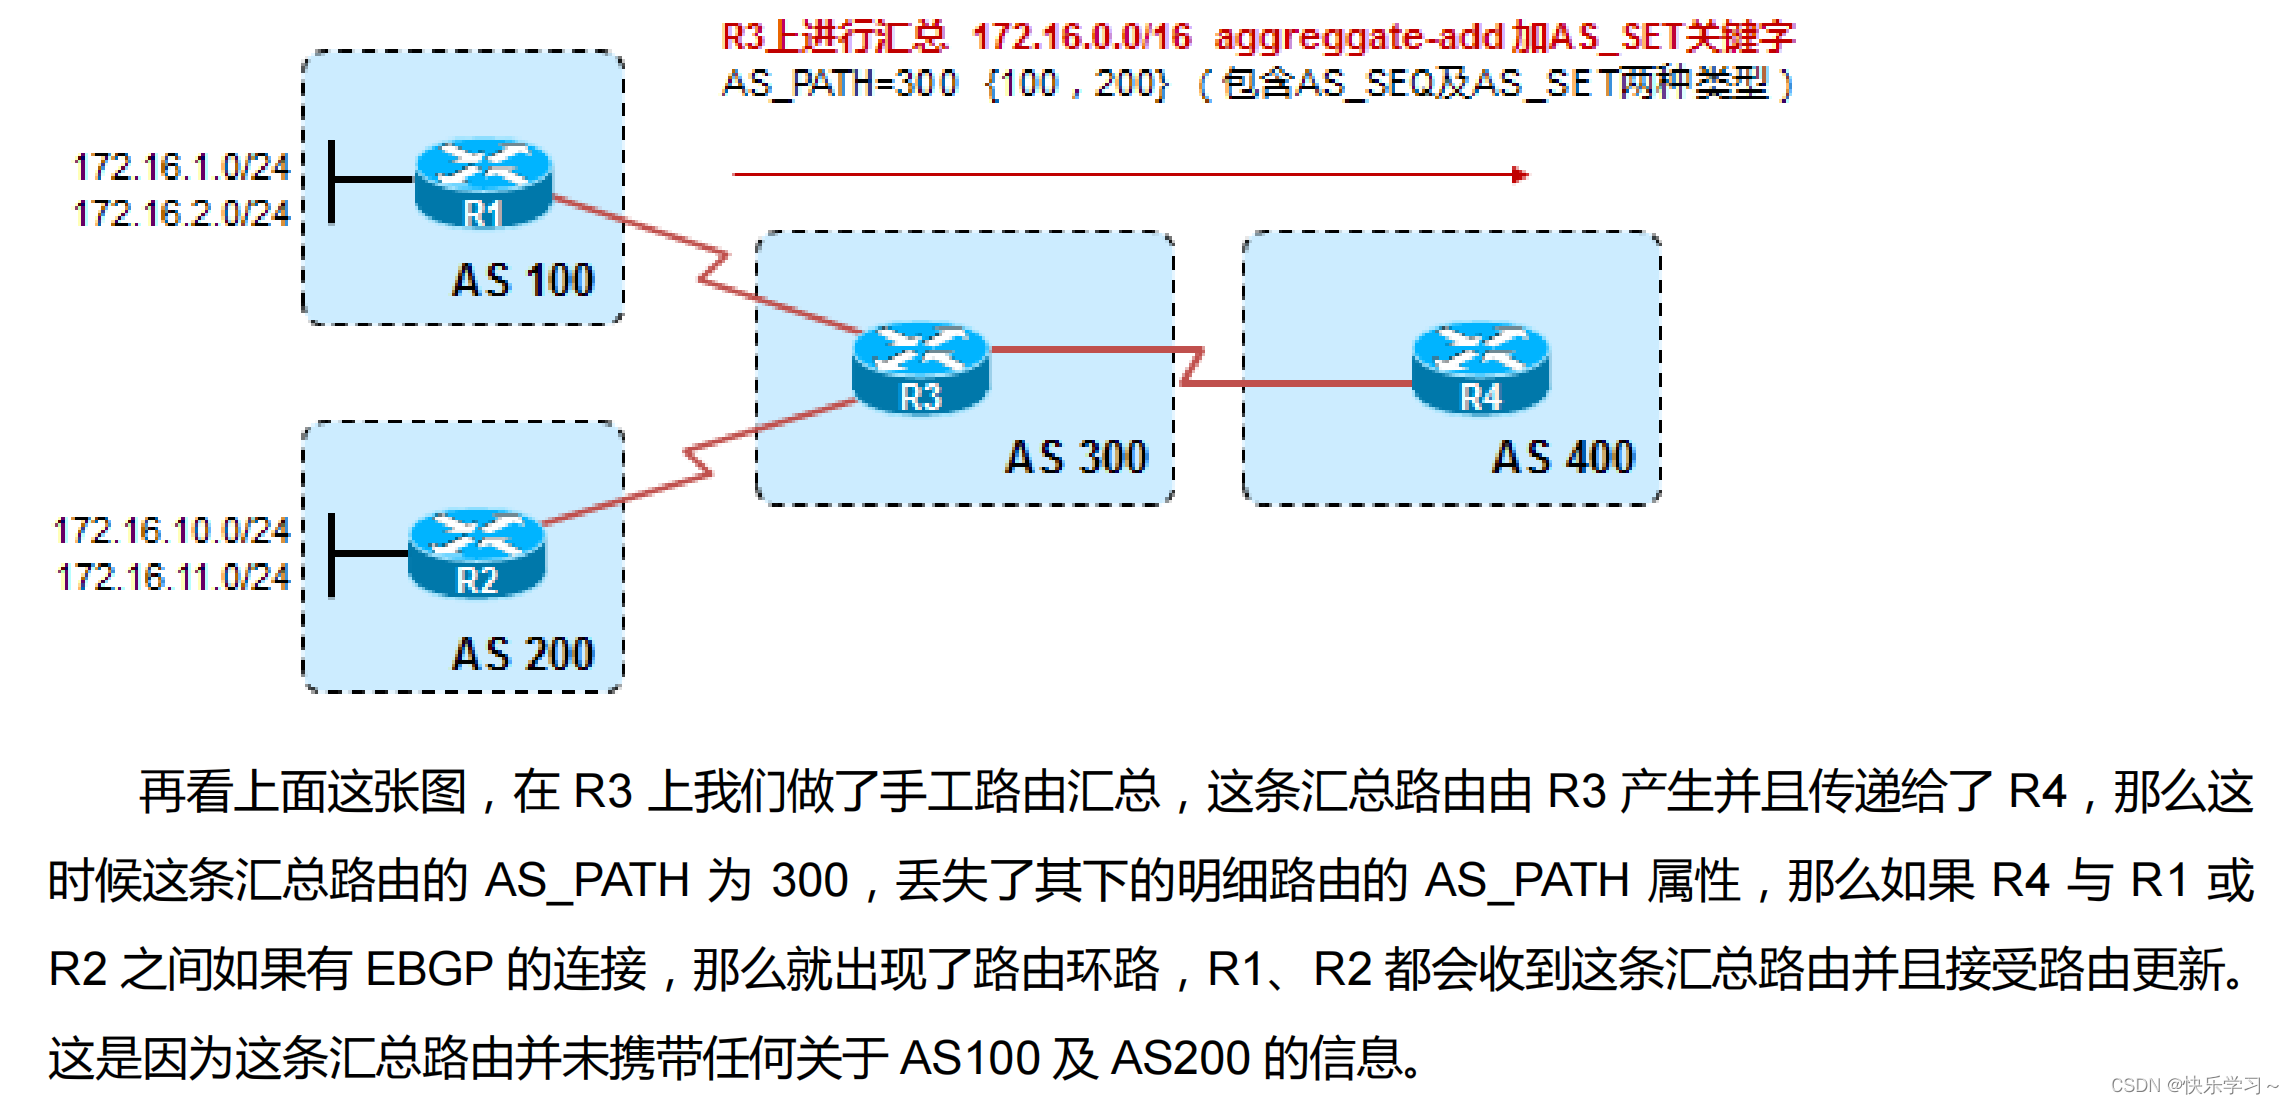 R3上进行汇总 172.16.0.0/16 aggreggate-add 加AS_SET关键字
AS_PATH=300 {100，200}（包含AS_SEQ及AS_SET两种类型）
172.16.1.0/24
172.16.2.0/24
R1
AS 100
R3
AS 300
R4
AS 400
172.16.10.0/24
172.16.11.0/24
R2
AS 200
再看上面这张图，在 R3 上我们做了手工路由汇总，这条汇总路由由 R3 产生并且传递给了 R4，那么这
时候这条汇总路由的 AS_PATH 为 300，丢失了其下的明细路由的 AS_PATH 属性，那么如果 R4 与 R1 或
R2 之间如果有 EBGP 的连接，那么就出现了路由环路，R1、R2 都会收到这条汇总路由并且接受路由更新。
这是因为这条汇总路由并未携带任何关于 AS100 及 AS200 的信息。
CSDN @快乐学习～